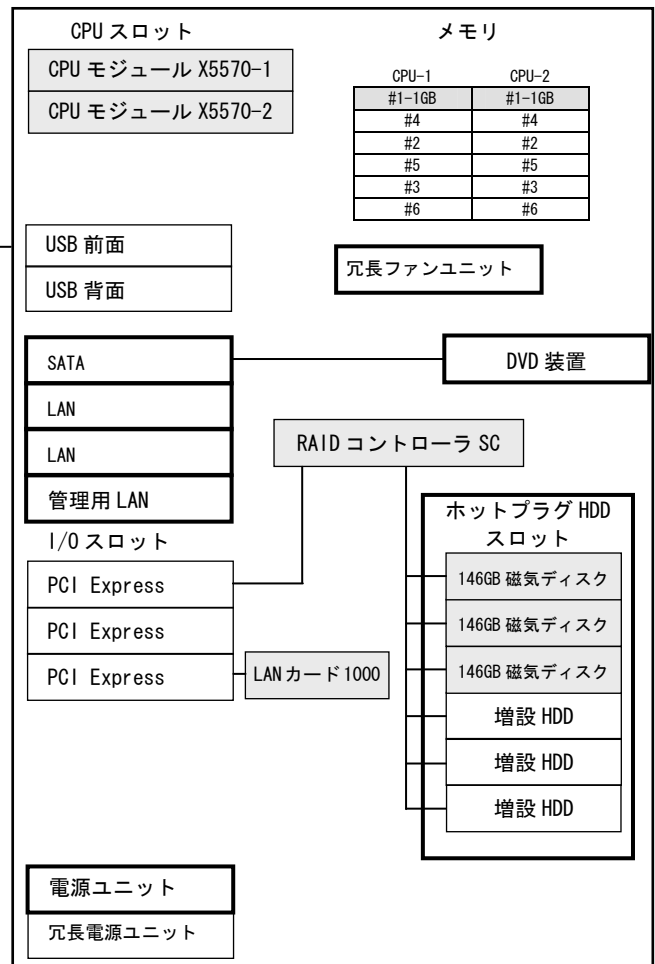 CPU スロット
CPU モジュール X5570-1
CPU モジュール X5570-2
メモリ
CPU-1 CPU-2
#1-1GB #1-1GB
#4 #4
#2 #2
#5 #5
#3 #3
#6 #6
USB 前面
USB 背面
冗長ファンユニット
SATA
DVD 装置
LAN
LAN
管理用 LAN
RAID コントローラ SC
I/O スロット
PCI Express
PCI Express
PCI Express
LAN カード 1000
ホットプラグ HDD
スロット
146GB 磁気ディスク
146GB 磁気ディスク
146GB 磁気ディスク
増設 HDD
増設 HDD
増設 HDD
電源ユニット
冗長電源ユニット